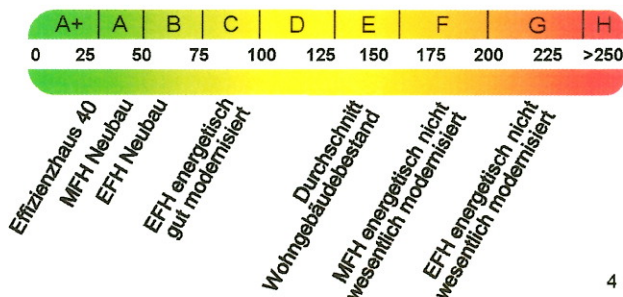 A+ A B C D E F G H
0 25 50 75 100 125 150 175 200 225 >250
Effizienzhaus 40
MFH Neubau
EFH Neubau
EFH energetisch
gut modernisiert
Durchschnitt
Wohngebäudebestand
MFH energetisch nicht
wesentlich modernisiert
EFH energetisch nicht
wesentlich modernisiert
4